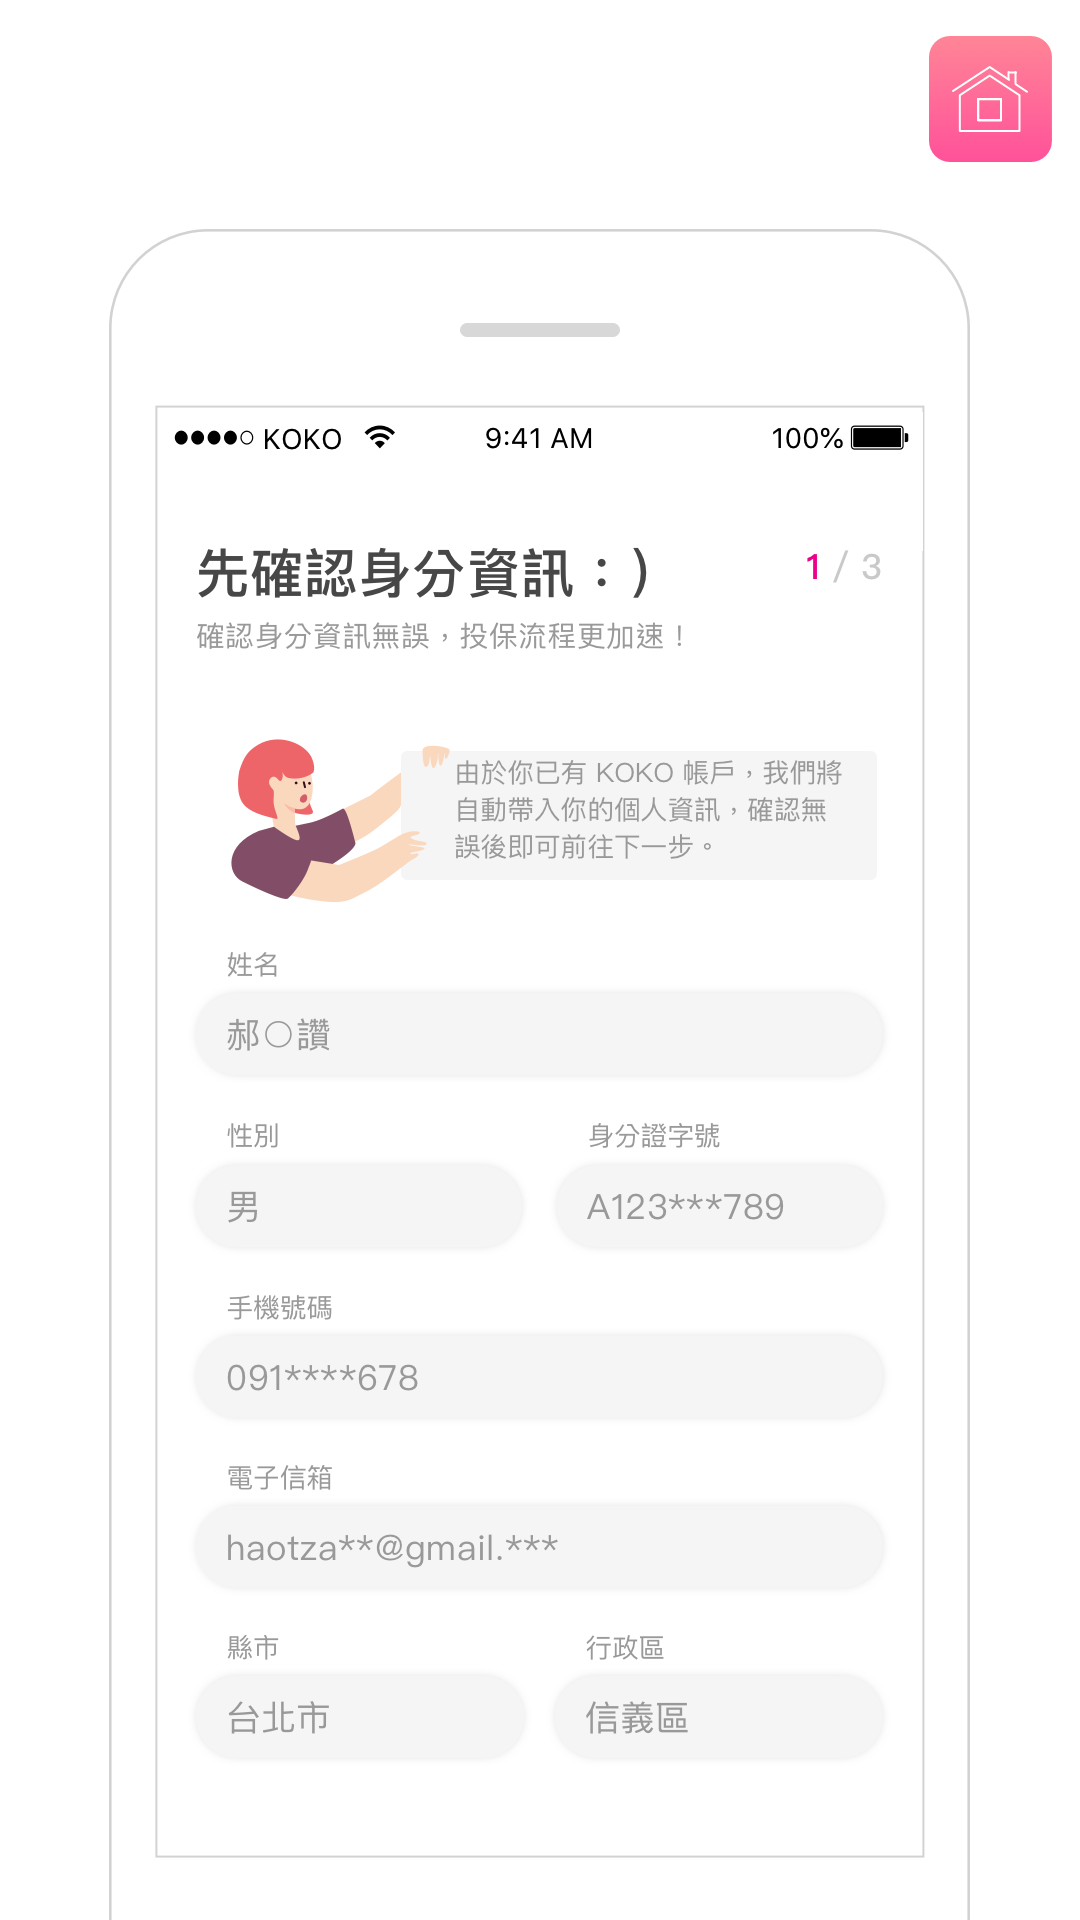 KOKO 9:41 AM 100%
先確認身分資訊：) 1 / 3
確認身分資訊無誤，投保流程更加速！
由於你已有 KOKO 帳戶，我們將
自動帶入你的個人資訊，確認無
誤後即可前往下一步。
姓名
郝○讚
性別 身分證字號
男 A123***789
手機號碼
091****678
電子信箱
haotza**@gmail.***
縣市 行政區
台北市 信義區